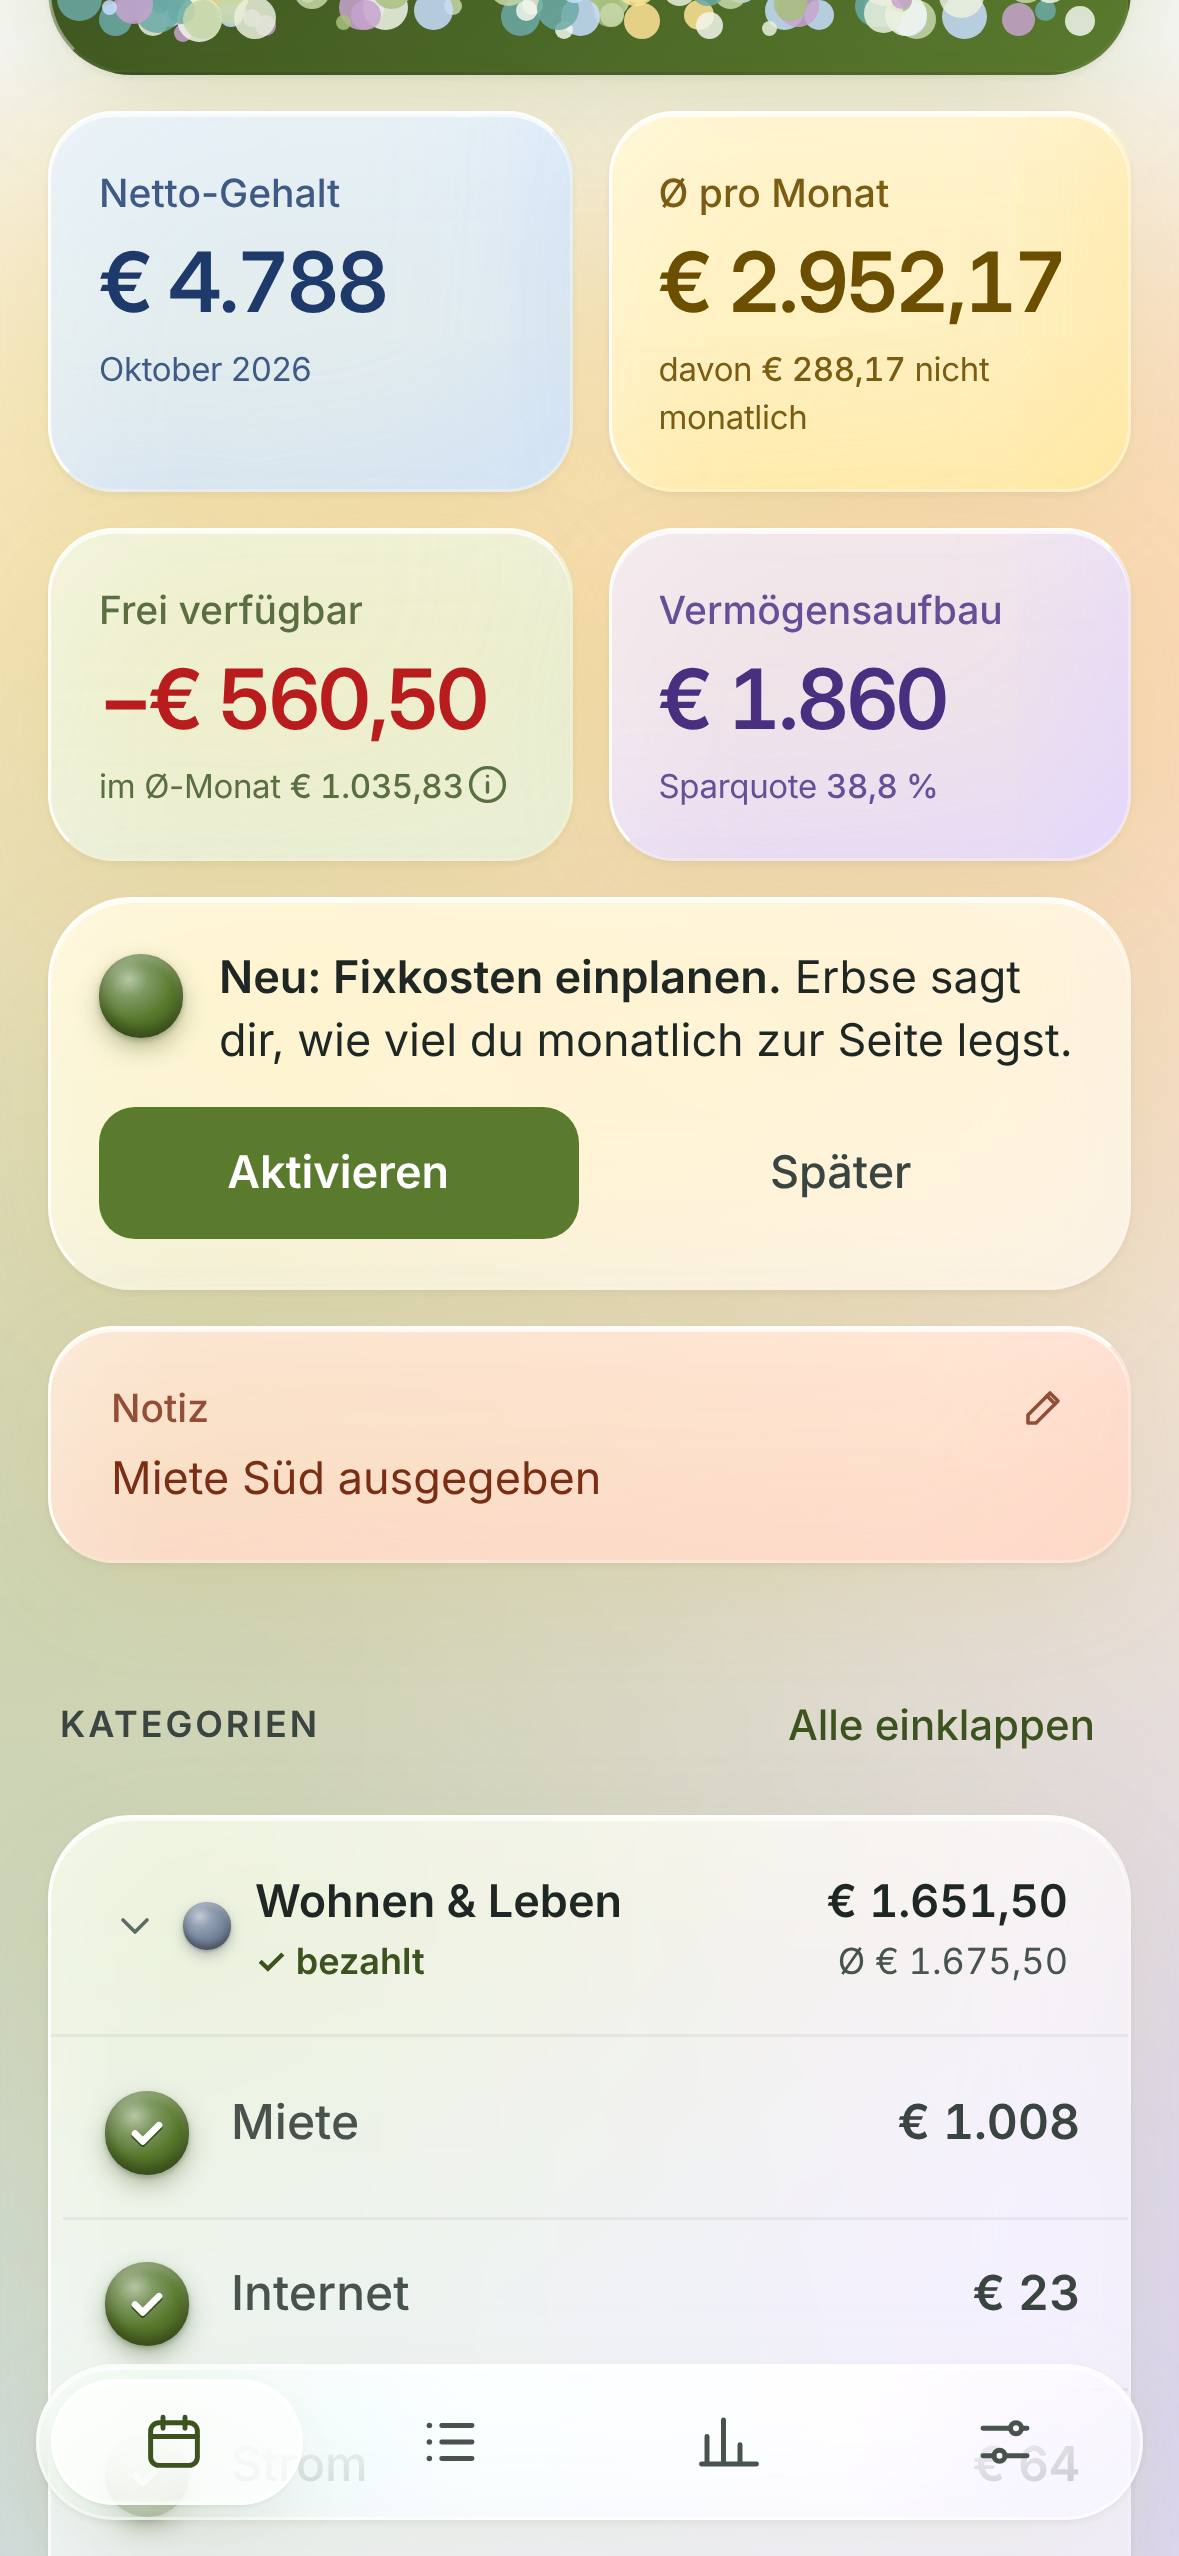 Netto-Gehalt
€ 4.788
Oktober 2026
Ø pro Monat
€ 2.952,17
davon € 288,17 nicht
monatlich
Frei verfügbar
–€ 560,50
im Ø-Monat € 1.035,83
Vermögensaufbau
€ 1.860
Sparquote 38,8 %
Neu: Fixkosten einplanen. Erbse sagt
dir, wie viel du monatlich zur Seite legst.
Aktivieren
Später
Notiz
Miete Süd ausgegeben
KATEGORIEN
Alle einklappen
Wohnen & Leben
€ 1.651,50
✓ bezahlt
Ø € 1.675,50
Miete
€ 1.008
Internet
€ 23
Strom
€ 64